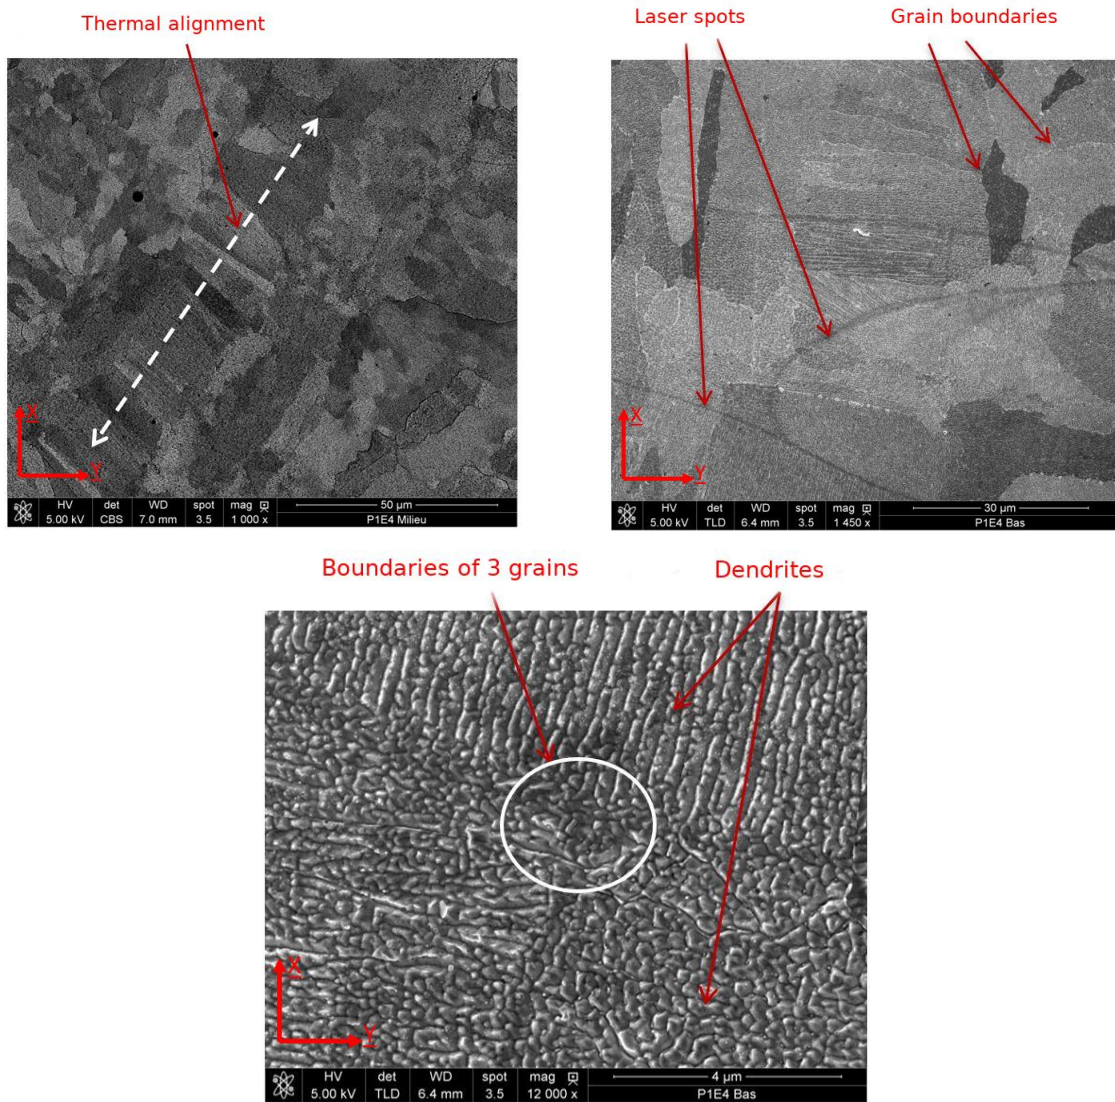 Thermal alignment
X
Y
HV det WD spot mag 50 µm
5.00 kV CBS 7.0 mm 3.5 1 000 x P1E4 Milieu
Laser spots Grain boundaries
X
Y
HV det WD spot mag 30 µm
5.00 kV TLD 6.4 mm 3.5 1 450 x P1E4 Bas
Boundaries of 3 grains Dendrites
X
Y
HV det WD spot mag 4 µm
5.00 kV TLD 6.4 mm 3.5 12 000 x P1E4 Bas